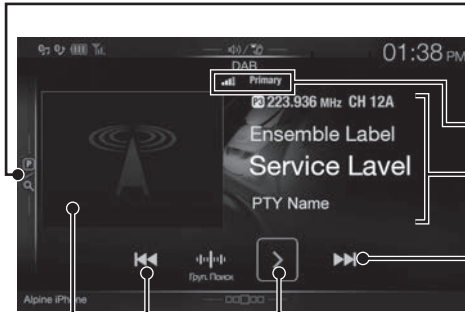 01:38 PM
DAB
Primary
P3 223.936 MHz CH 12A
Ensemble Label
Service Lavel
PTY Name
P
Груп. Поиск
Alpine iPhone